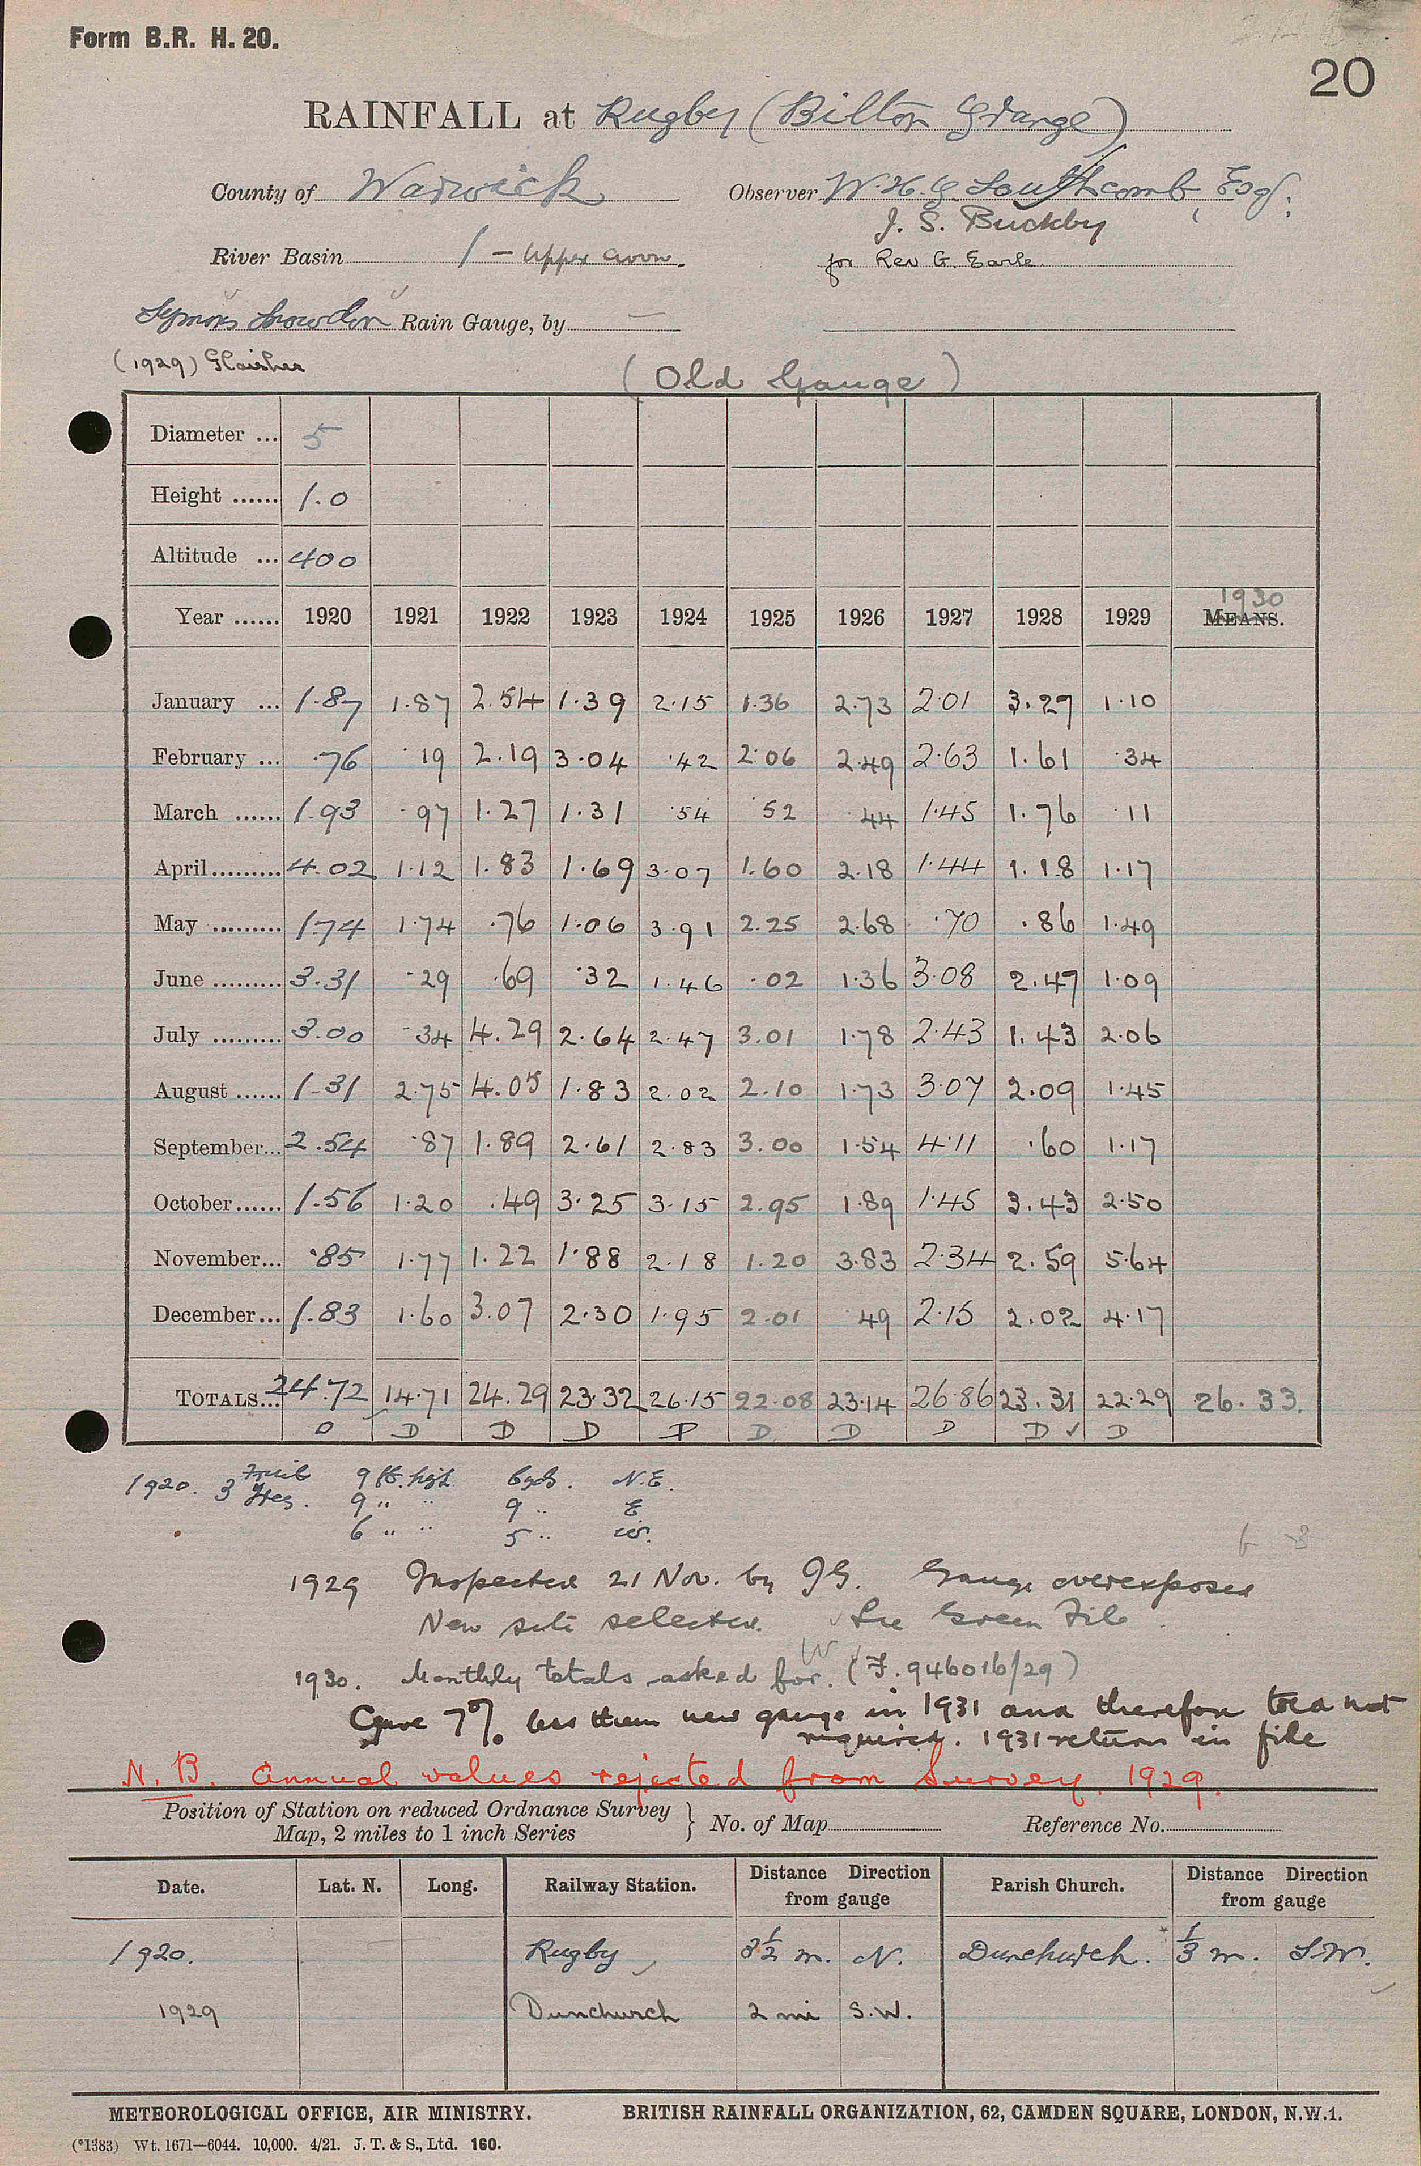 Form B.R. H. 20.
20
RAINFALL at Rugby (Bilton Grange)
County of Warwick Observer W. H. G. Southcomb, Esq.
J. S. Buckby
River Basin 1 - Upper Avon. for Rev G. Earle
Symons Snowdon Rain Gauge, by —
(1929) Glaisher (Old Gauge)
Diameter ... 5
Height ...... 1.0
Altitude ... 400
1930
Year ...... 1920 1921 1922 1923 1924 1925 1926 1927 1928 1929 MEANS.
January ... 1.87 1.87 2.54 1.39 2.15 1.36 2.73 2.01 3.27 1.10
February ... .76 .19 2.19 3.04 .42 2.06 2.49 2.63 1.61 .34
March ...... 1.93 .97 1.27 1.31 .54 .52 .44 1.45 1.76 .11
April......... 4.02 1.12 1.83 1.69 3.07 1.60 2.18 1.44 1.18 1.17
May ......... 1.74 1.74 .76 1.06 3.91 2.25 2.68 .70 .86 1.49
June ......... 3.31 .29 .69 .32 1.46 .02 1.36 3.08 2.47 1.09
July ......... 3.00 .34 4.29 2.64 2.47 3.01 1.78 2.43 1.43 2.06
August ...... 1.31 2.75 4.05 1.83 2.02 2.10 1.73 3.07 2.09 1.45
September... 2.54 .87 1.89 2.61 2.83 3.00 1.54 4.11 .60 1.17
October...... 1.56 1.20 .49 3.25 3.15 2.95 1.89 1.45 3.43 2.50
November... .85 1.77 1.22 1.88 2.18 1.20 3.83 2.34 2.59 5.64
December... 1.83 1.60 3.07 2.30 1.95 2.01 .49 2.15 2.02 4.17
TOTALS... 24.72 14.71 24.29 23.32 26.15 22.08 23.14 26.86 23.31 22.29 26.33.
D D D D P D D D D ✓ D
1920. 3 Fruit Trees. 9 ft. high 6 yds. N.E.
9 " " 9 " E
6 " " 5 " W.
1929 Inspected 21 Nov. by JG. Gauge overexposed
New site selected. See Green File.
1930. Monthly totals asked for. (F. 946016/29)
Gave 7% less than new gauge in 1931 and therefore told not
required. 1931 return in file
N.B. Annual values rejected from Survey. 1929.
Position of Station on reduced Ordnance Survey
Map, 2 miles to 1 inch Series } No. of Map Reference No.
Date. Lat. N. Long. Railway Station. Distance Direction from gauge Parish Church. Distance Direction from gauge
1920. Rugby 3½ m. N. Dunchurch. ⅓ m. S.W.
1929 Dunchurch 2 mi S.W.
METEOROLOGICAL OFFICE, AIR MINISTRY. BRITISH RAINFALL ORGANIZATION, 62, CAMDEN SQUARE, LONDON, N.W.1.
(*1383) Wt. 1671—6044. 10,000. 4/21. J. T. & S., Ltd. 160.